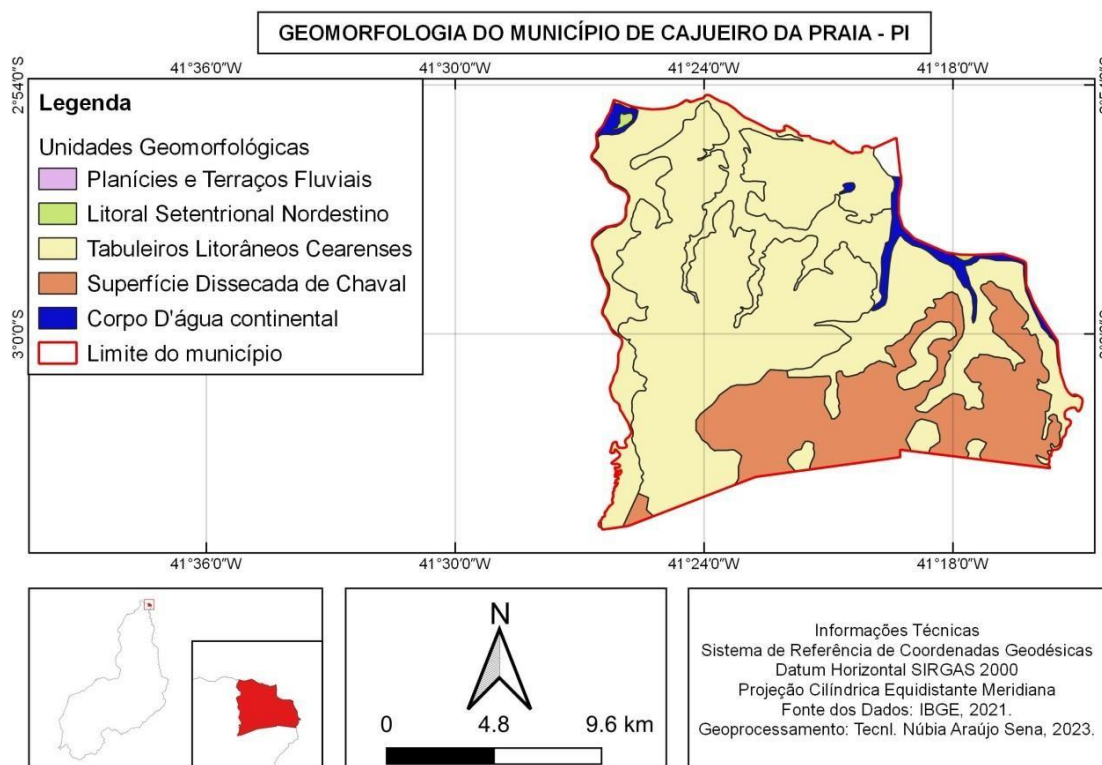 GEOMORFOLOGIA DO MUNICÍPIO DE CAJUEIRO DA PRAIA - PI
41°36'0"W 41°30'0"W 41°24'0"W 41°18'0"W
2°54'0"S
Legenda
Unidades Geomorfológicas
Planícies e Terraços Fluviais
Litoral Setentrional Nordestino
Tabuleiros Litorâneos Cearenses
Superfície Dissecada de Chaval
Corpo D'água continental
Limite do município
3°0'0"S
41°36'0"W 41°30'0"W 41°24'0"W 41°18'0"W
N
0 4.8 9.6 km
Informações Técnicas
Sistema de Referência de Coordenadas Geodésicas
Datum Horizontal SIRGAS 2000
Projeção Cilíndrica Equidistante Meridiana
Fonte dos Dados: IBGE, 2021.
Geoprocessamento: Tecnl. Núbia Araújo Sena, 2023.